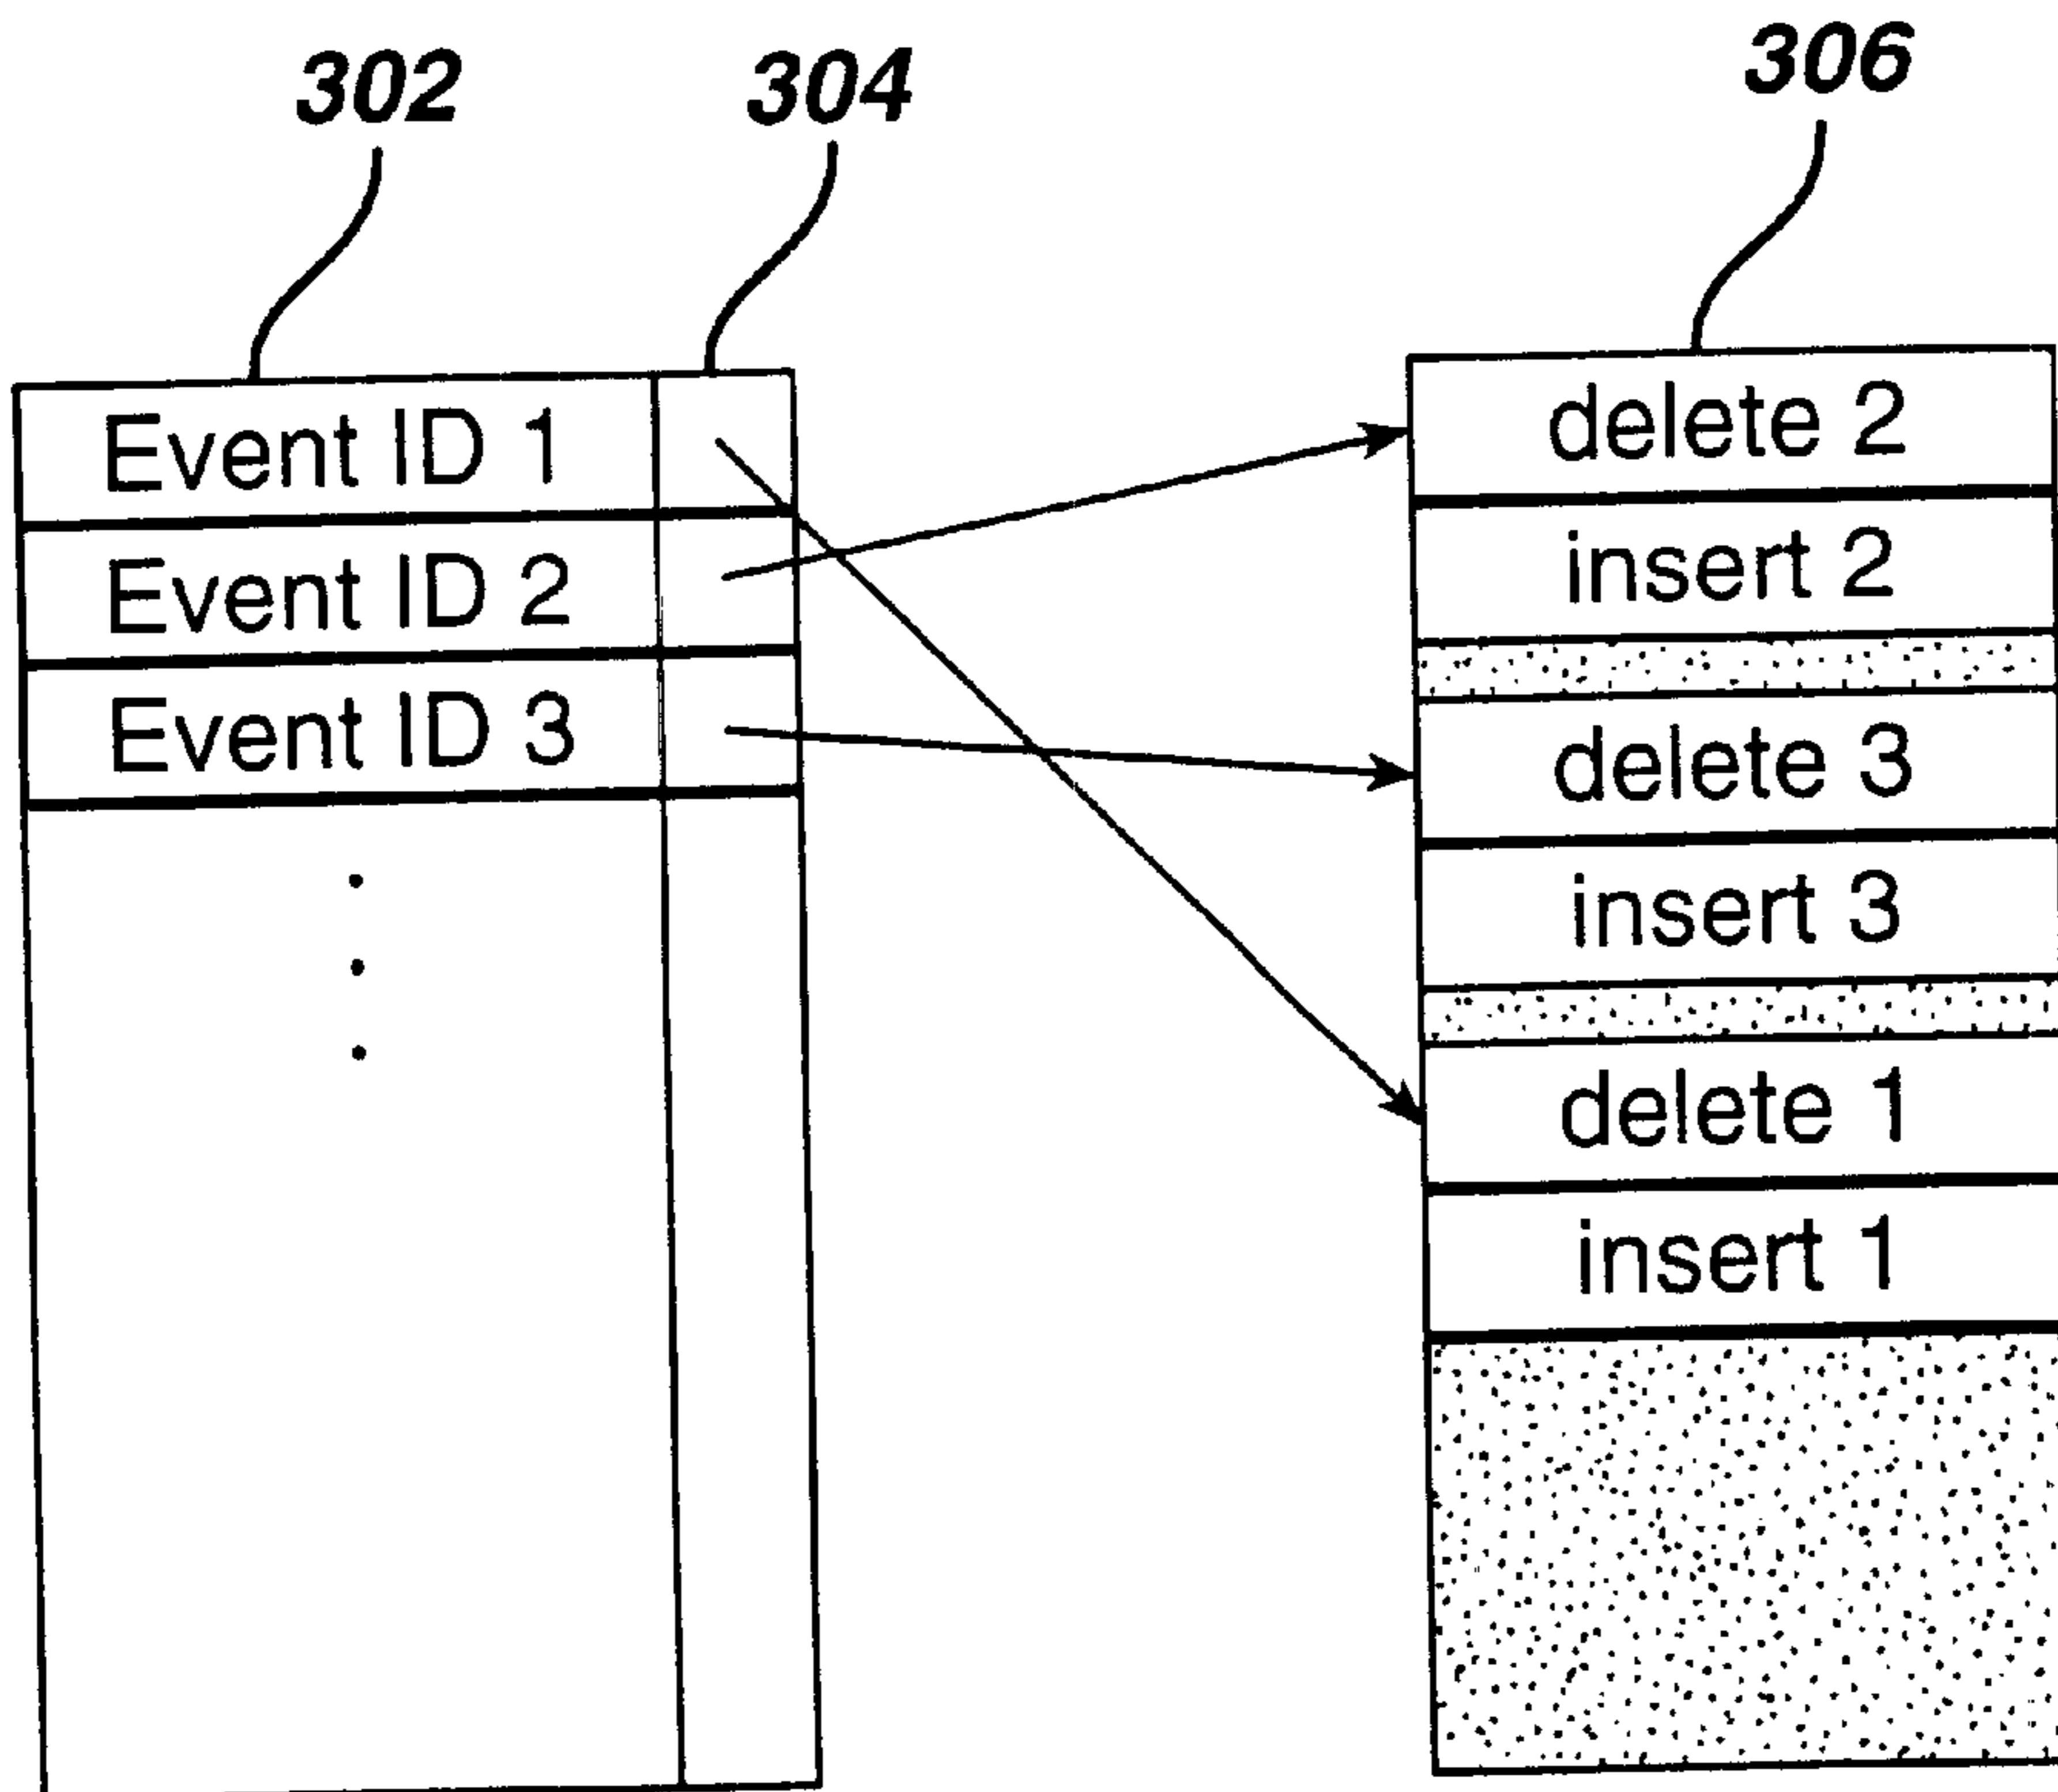 302
304
306
Event ID 1
Event ID 2
Event ID 3
delete 2
insert 2
delete 3
insert 3
delete 1
insert 1